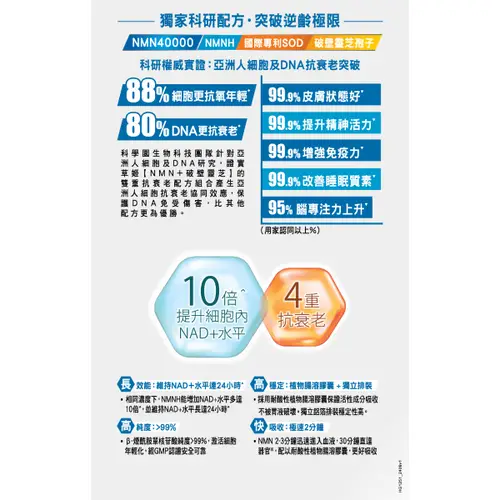 獨家科研配方·突破逆齡極限
NMN40000 NMNH 國際專利SOD 破壁靈芝孢子
科研權威實證：亞洲人細胞及DNA抗衰老突破
88% 細胞更抗氧年輕*
80% DNA更抗衰老*
科學園生物科技團隊針對亞
洲人細胞及DNA研究，證實
草姬【NMN＋破壁靈芝】的
雙重抗衰老配方組合產生亞
洲人細胞抗衰老協同效應，保
護DNA免受傷害，比其他
配方更為優勝。
99.9% 皮膚狀態好*
99.9% 提升精神活力*
99.9% 增強免疫力*
99.9% 改善睡眠質素*
95% 腦專注力上升*
(用家認同以上%)
10倍^
提升細胞內
NAD+水平
4重
抗衰老
長 效能：維持NAD+水平達24小時^
• 相同濃度下，NMNH能增加NAD+水平多達
10倍^，並維持NAD+水平長達24小時^
高 純度：>99%
• β-煙酰胺單核苷酸純度>99%，激活細胞
年輕化，經GMP認證安全可靠
高 穩定：植物腸溶膠囊 + 獨立排裝
• 採用耐酸性植物腸溶膠囊保證活性成分吸收
不被胃液破壞，獨立鋁箔排裝穩定性高。
快 吸收：極速2分鐘
• NMN 2-3分鐘迅速進入血液，30分鐘直達
器官，配以耐酸性植物腸溶膠囊，更好吸收